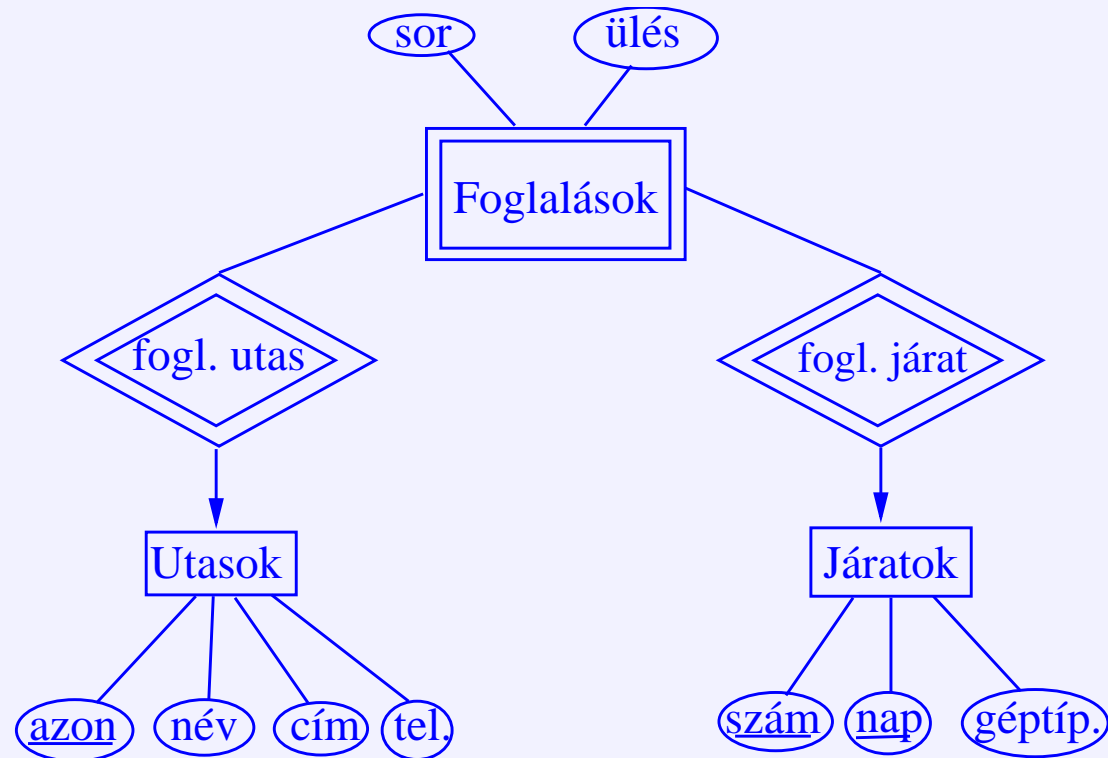 sor
ülés
Foglalások
fogl. utas
fogl. járat
Utasok
Járatok
azon
név
cím
tel.
szám
nap
géptíp.